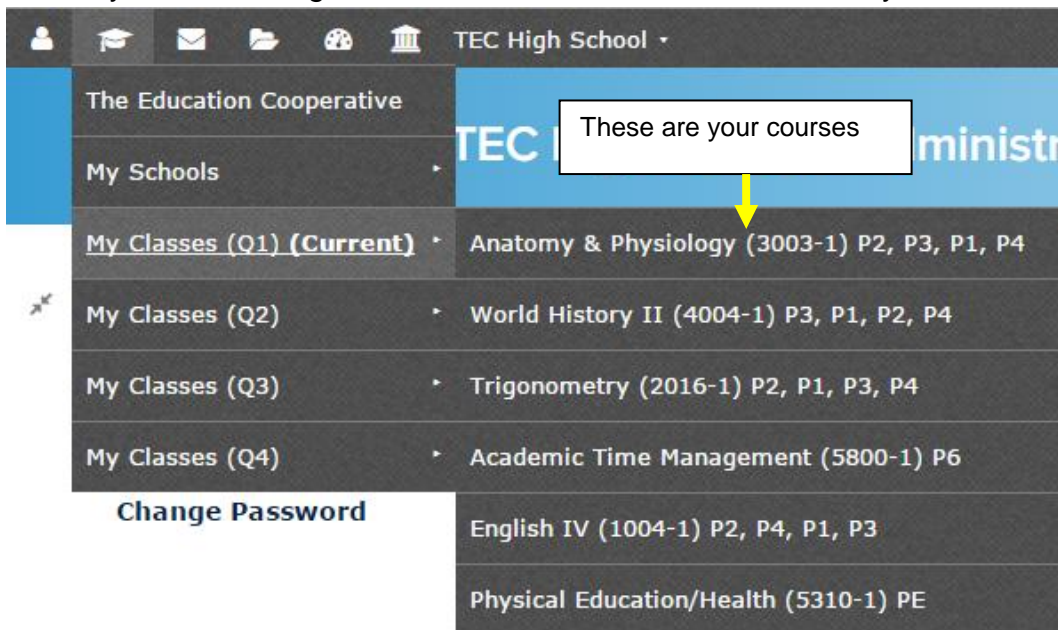 TEC High School
The Education Cooperative
TEC
These are your courses
My Schools
My Classes (Q1) (Current)
Anatomy & Physiology (3003-1) P2, P3, P1, P4
My Classes (Q2)
World History II (4004-1) P3, P1, P2, P4
My Classes (Q3)
Trigonometry (2016-1) P2, P1, P3, P4
My Classes (Q4)
Academic Time Management (5800-1) P6
Change Password
English IV (1004-1) P2, P4, P1, P3
Physical Education/Health (5310-1) PE